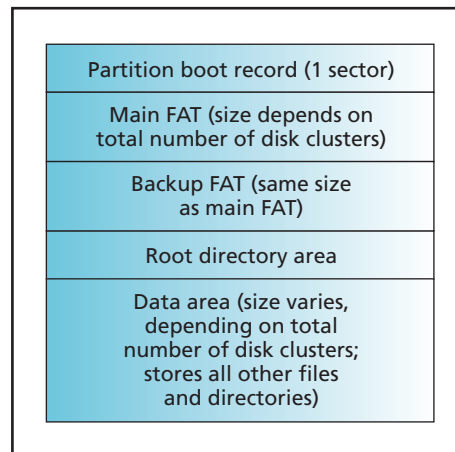 Partition boot record (1 sector)
Main FAT (size depends on
total number of disk clusters)
Backup FAT (same size
as main FAT)
Root directory area
Data area (size varies,
depending on total
number of disk clusters;
stores all other files
and directories)